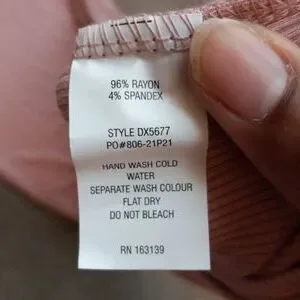 96% RAYON
4% SPANDEX
STYLE DX5677
PO#806-21P21
HAND WASH COLD
WATER
SEPARATE WASH COLOUR
FLAT DRY
DO NOT BLEACH
RN 163139